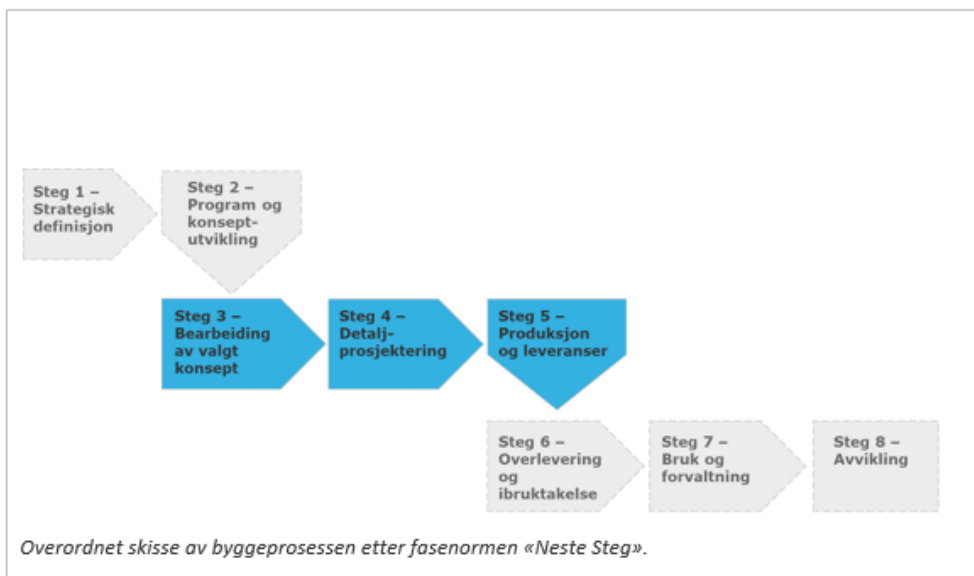 Steg 1 –
Strategisk
definisjon
Steg 2 –
Program og
konsept-
utvikling
Steg 3 –
Bearbeiding
av valgt
konsept
Steg 4 –
Detalj-
prosjektering
Steg 5 –
Produksjon
og leveranser
Steg 6 –
Overlevering
og
ibruktakelse
Steg 7 –
Bruk og
forvaltning
Steg 8 –
Avvikling
Overordnet skisse av byggeprosessen etter fasenormen «Neste Steg».